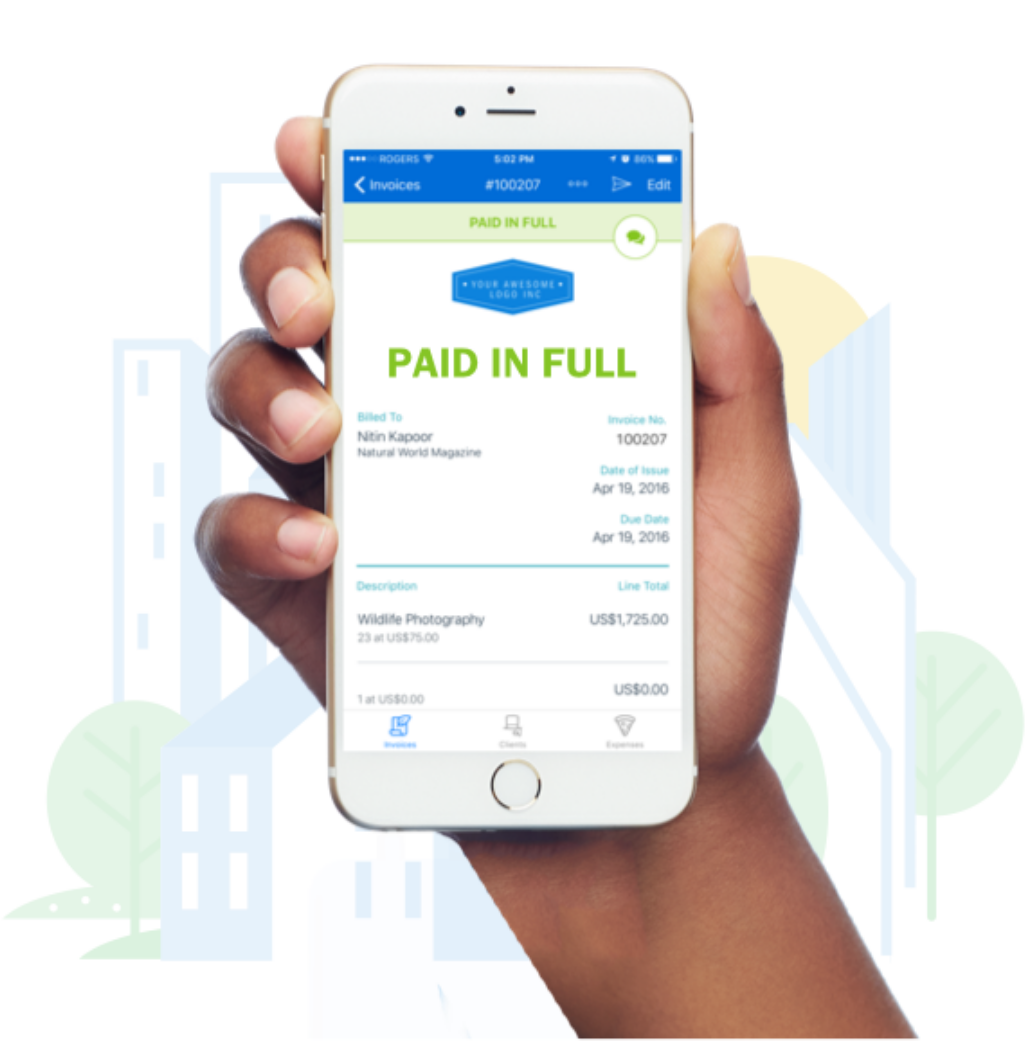 ROGERS 5:02 PM 86%
Invoices #100207 Edit
PAID IN FULL
• YOUR AWESOME •
LOGO INC
PAID IN FULL
Billed To
Nitin Kapoor
Natural World Magazine
Invoice No.
100207
Date of Issue
Apr 19, 2016
Due Date
Apr 19, 2016
Description Line Total
Wildlife Photography US$1,725.00
23 at US$75.00
US$0.00
1 at US$0.00
Invoices Clients Expenses